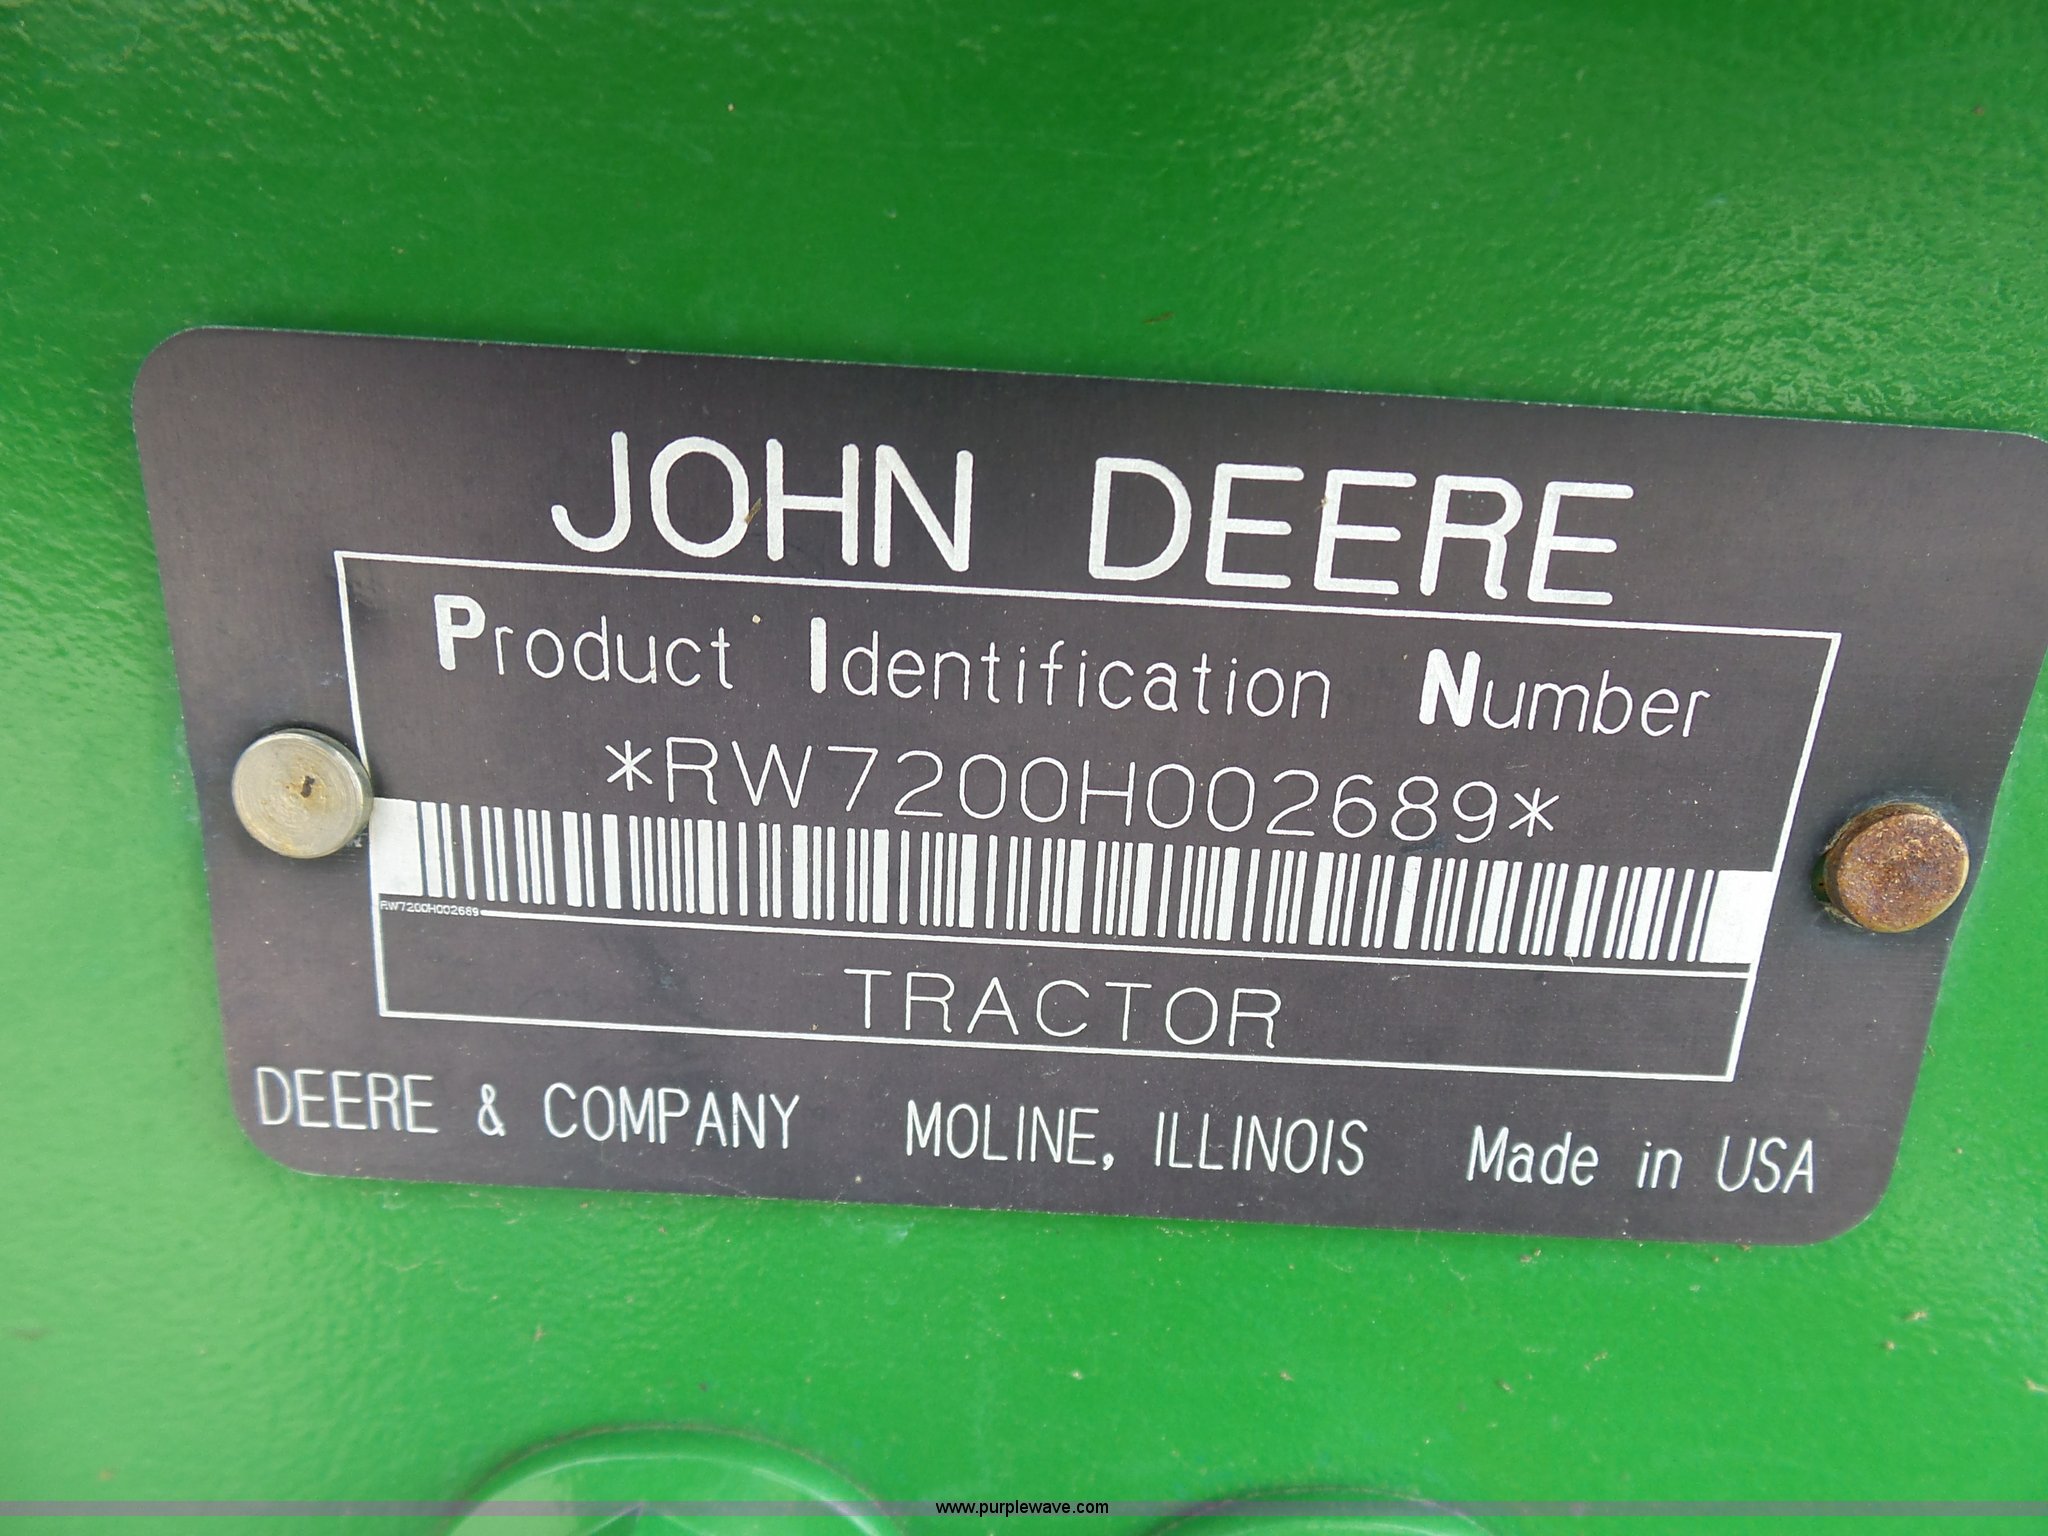 JOHN DEERE
Product Identification Number
*RW7200H002689*
RW7200H002689
TRACTOR
DEERE & COMPANY MOLINE, ILLINOIS Made in USA
www.purplewave.com